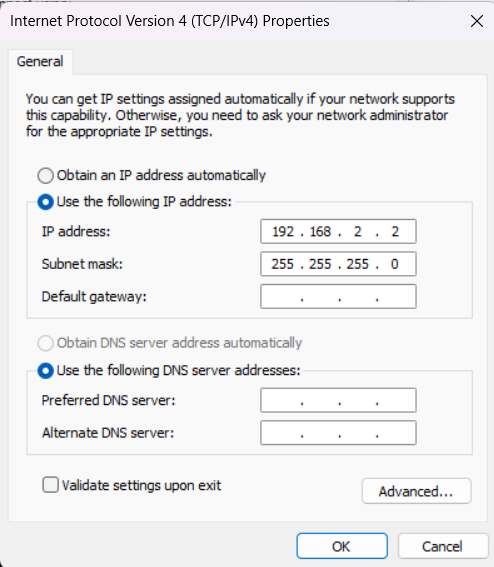 Internet Protocol Version 4 (TCP/IPv4) Properties
General
You can get IP settings assigned automatically if your network supports
this capability. Otherwise, you need to ask your network administrator
for the appropriate IP settings.
Obtain an IP address automatically
Use the following IP address:
IP address: 192 . 168 . 2 . 2
Subnet mask: 255 . 255 . 255 . 0
Default gateway: . . .
Obtain DNS server address automatically
Use the following DNS server addresses:
Preferred DNS server: . . .
Alternate DNS server: . . .
Validate settings upon exit
Advanced...
OK Cancel